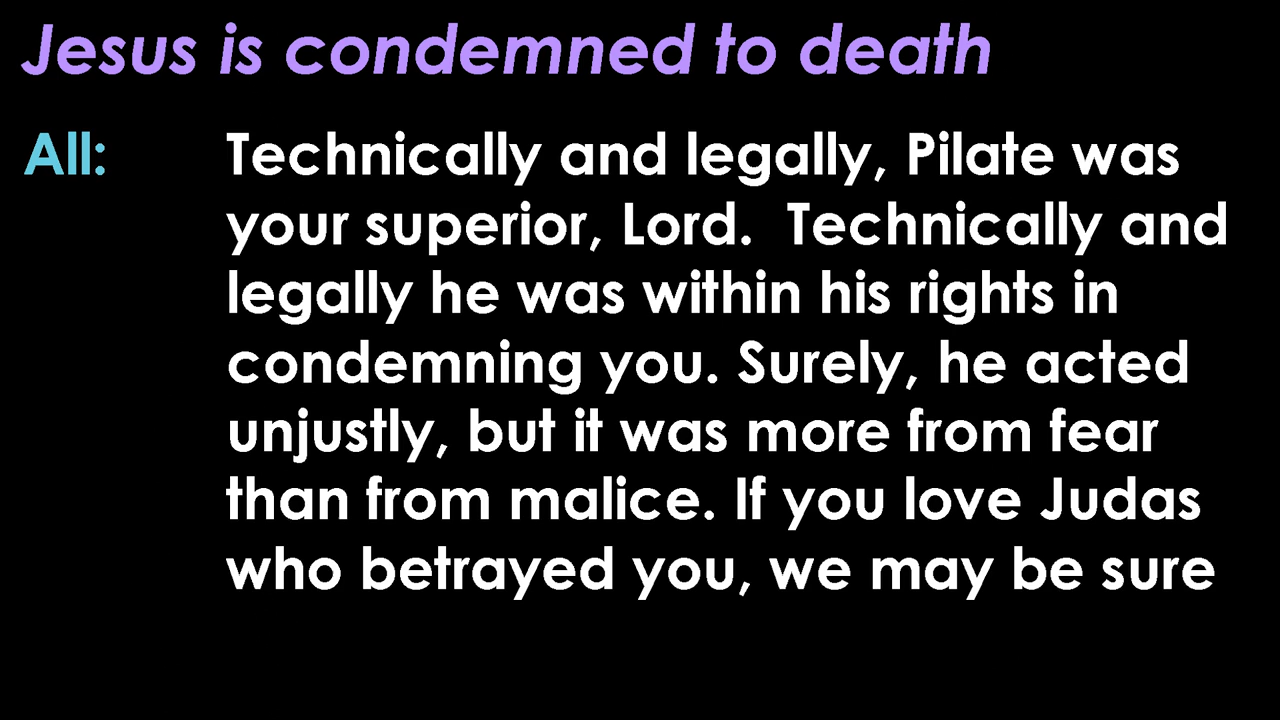 Jesus is condemned to death
All: Technically and legally, Pilate was
your superior, Lord.  Technically and
legally he was within his rights in
condemning you. Surely, he acted
unjustly, but it was more from fear
than from malice. If you love Judas
who betrayed you, we may be sure